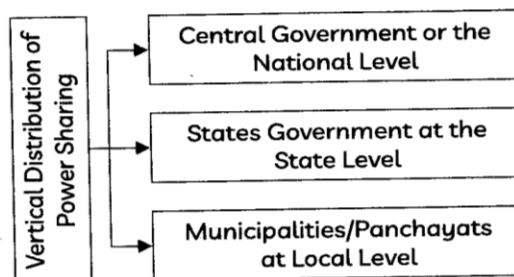 Vertical Distribution of
Power Sharing
Central Government or the
National Level
States Government at the
State Level
Municipalities/Panchayats
at Local Level